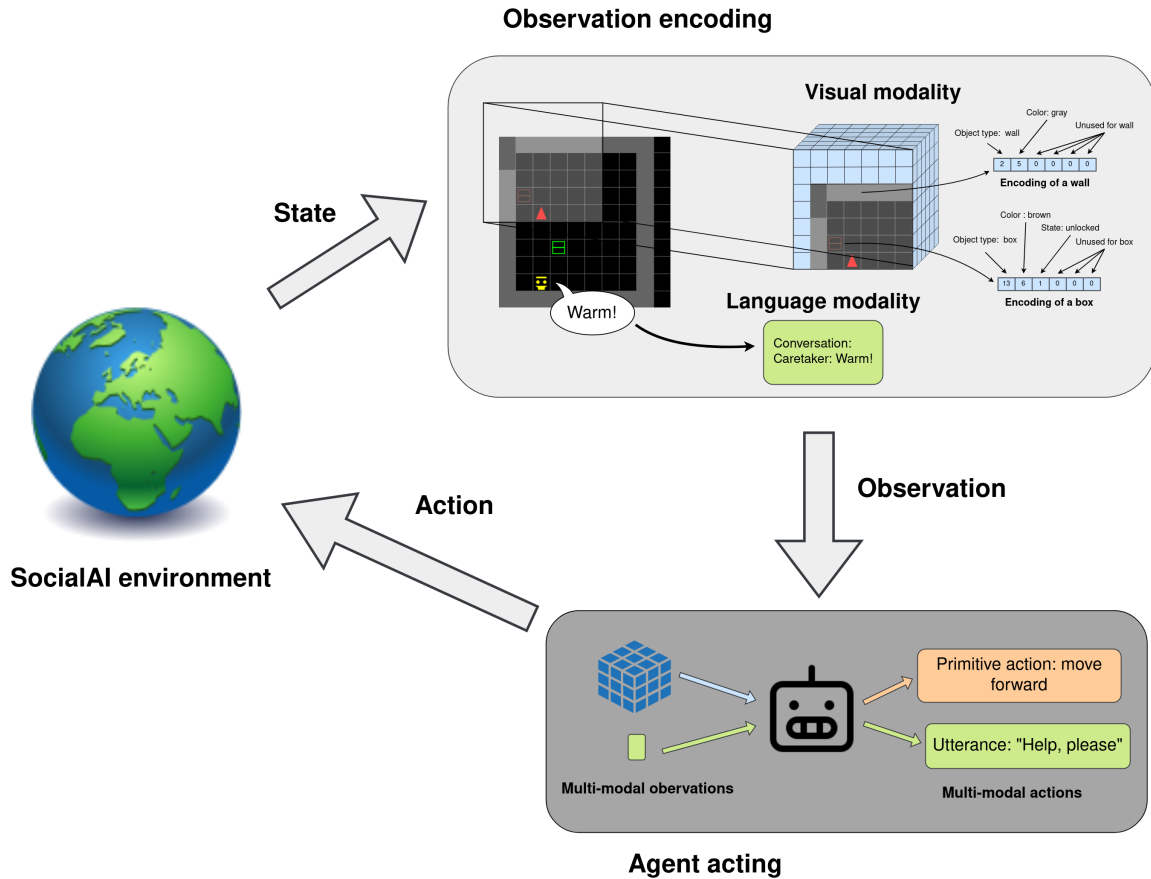 Observation encoding
Visual modality
Color: gray
Object type: wall
Unused for wall
2 5 0 0 0 0
Encoding of a wall
Color : brown
State: unlocked
Object type: box
Unused for box
13 6 1 0 0 0
Encoding of a box
State
Warm!
Language modality
Conversation:
Caretaker: Warm!
Observation
Action
SocialAI environment
Primitive action: move
forward
Utterance: "Help, please"
Multi-modal obervations
Multi-modal actions
Agent acting